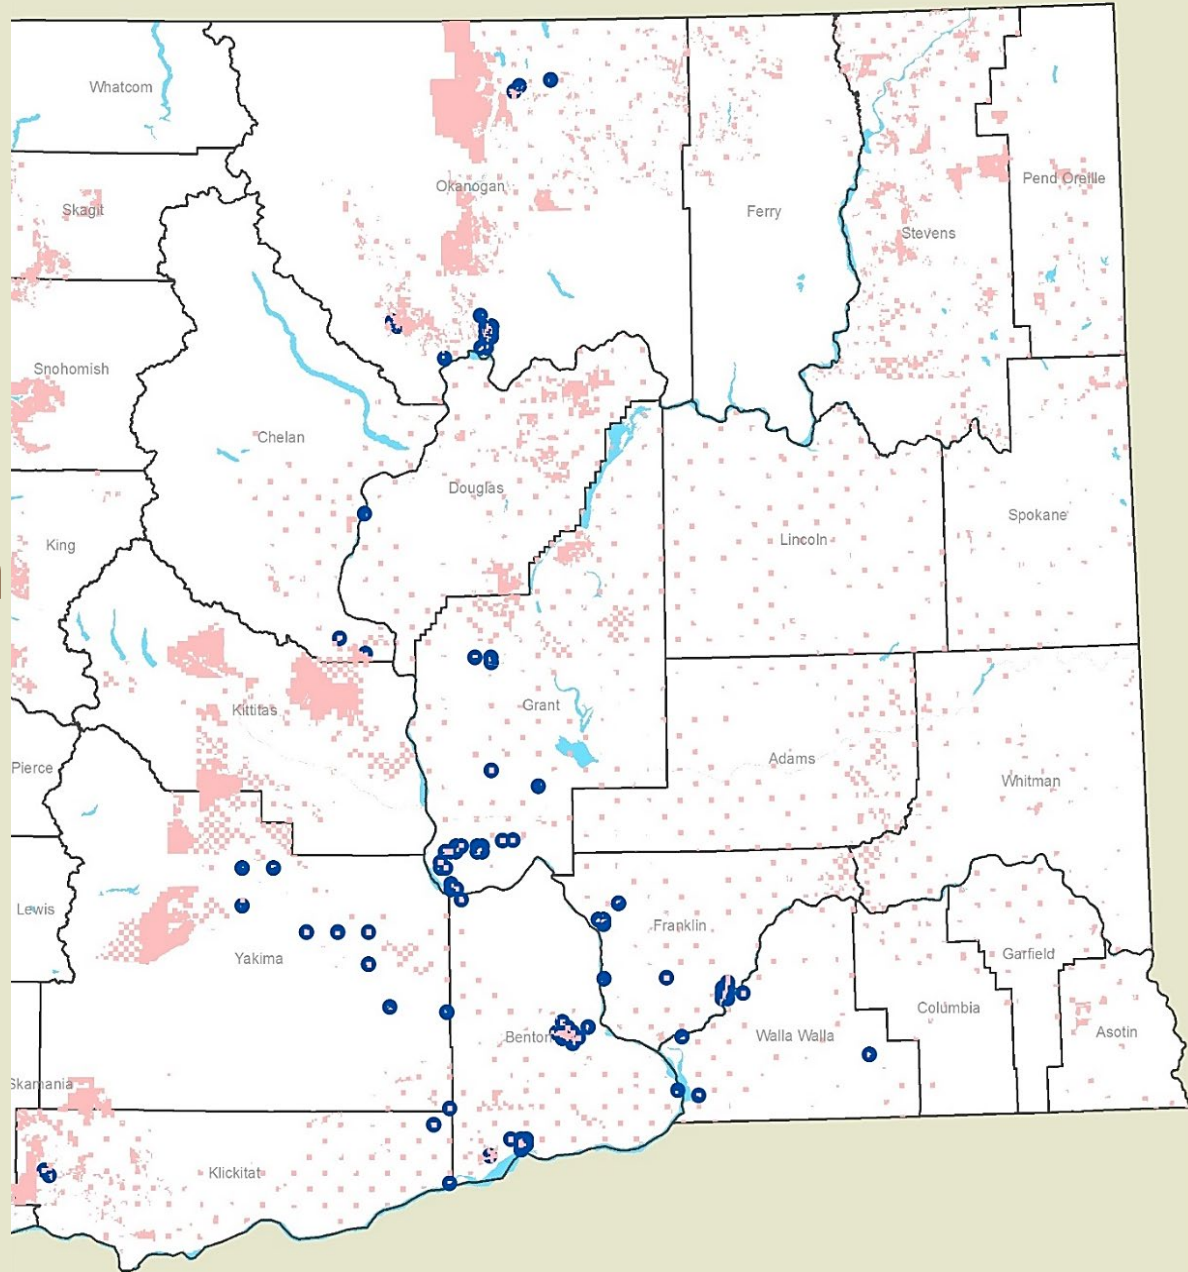 Whatcom
Okanogan
Pend Oreille
Skagit
Ferry
Stevens
Snohomish
Chelan
Douglas
Spokane
Lincoln
King
Kittitas
Grant
Adams
Pierce
Whitman
Lewis
Franklin
Yakima
Garfield
Columbia
Benton
Walla Walla
Asotin
Skamania
Klickitat